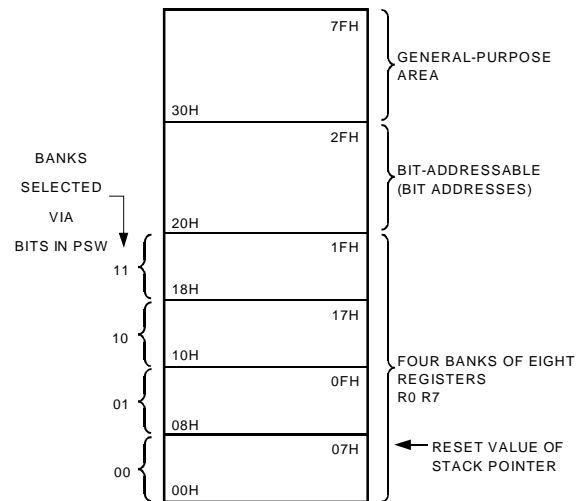 7FH
GENERAL-PURPOSE
AREA
30H
2FH
BANKS
SELECTED
VIA
BITS IN PSW
BIT-ADDRESSABLE
(BIT ADDRESSES)
20H
1FH
11
18H
17H
10
10H
FOUR BANKS OF EIGHT
REGISTERS
R0 R7
0FH
01
08H
07H
RESET VALUE OF
STACK POINTER
00
00H